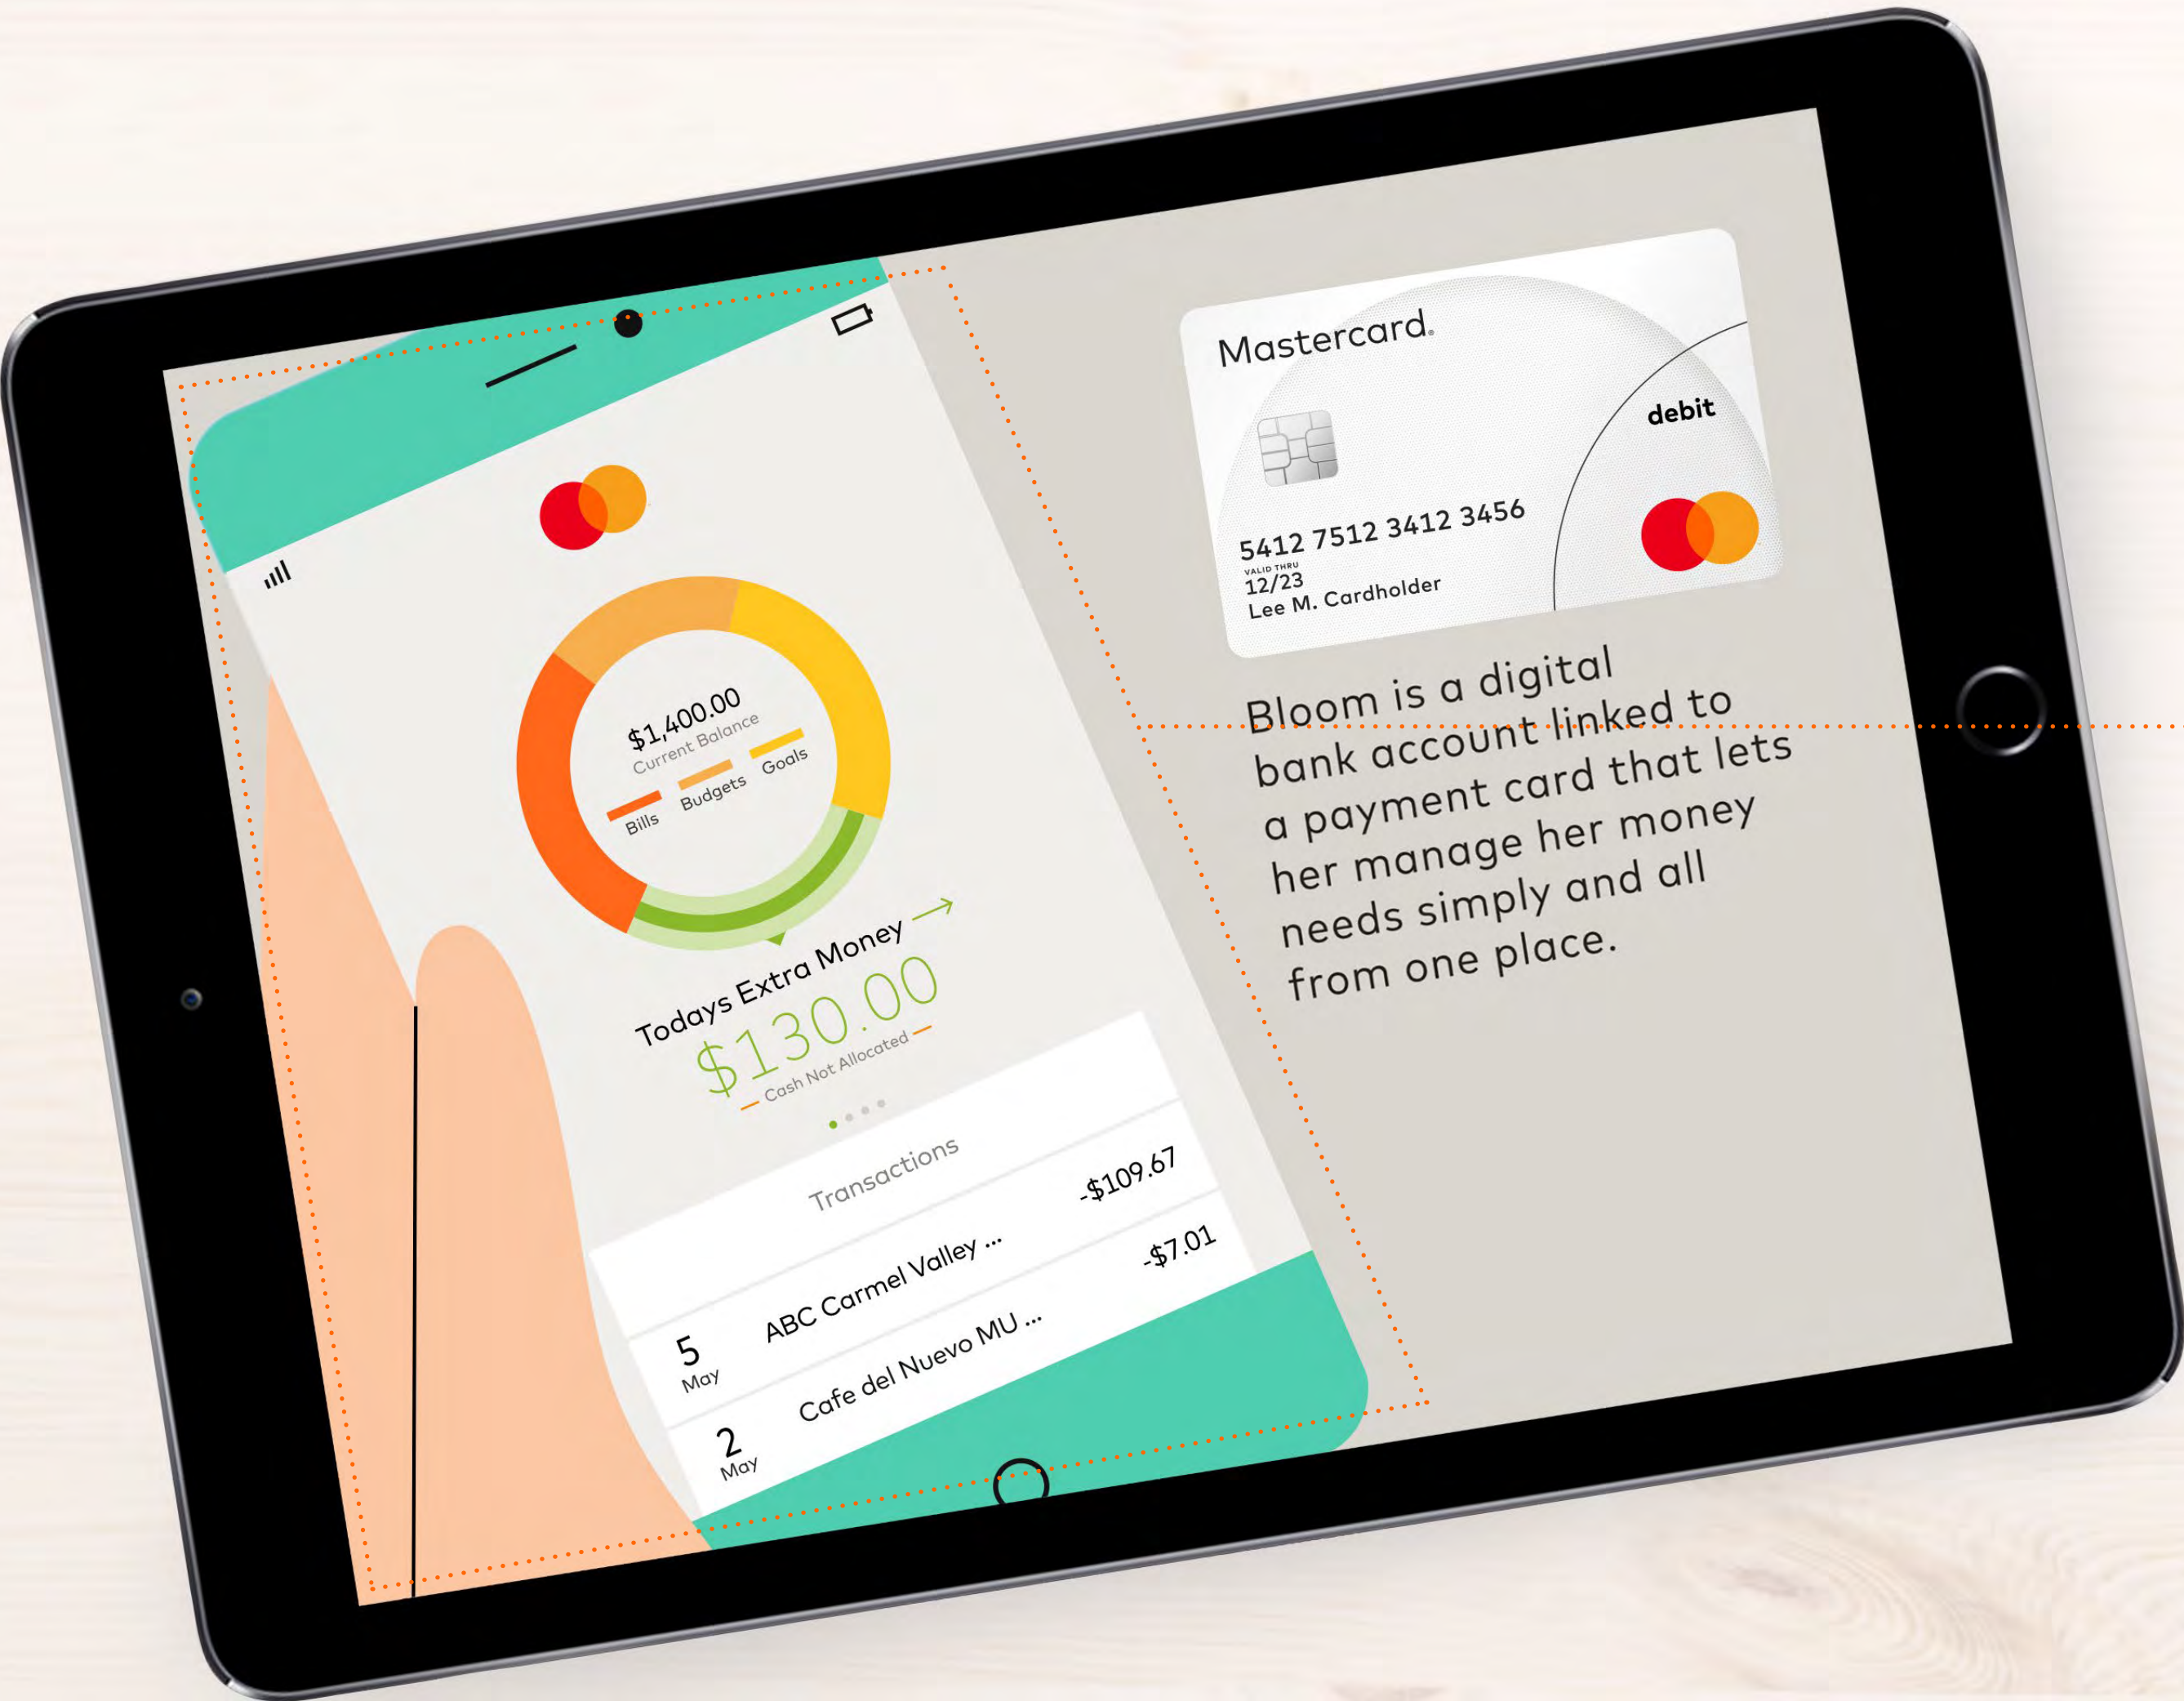 $1,400.00
Current Balance
Bills
Budgets
Goals
Todays Extra Money
$130.00
Cash Not Allocated
Transactions
5
May
ABC Carmel Valley ...
-$109.67
2
May
Cafe del Nuevo MU ...
-$7.01
Mastercard.
debit
5412 7512 3412 3456
VALID THRU
12/23
Lee M. Cardholder
Bloom is a digital
bank account linked to
a payment card that lets
her manage her money
needs simply and all
from one place.